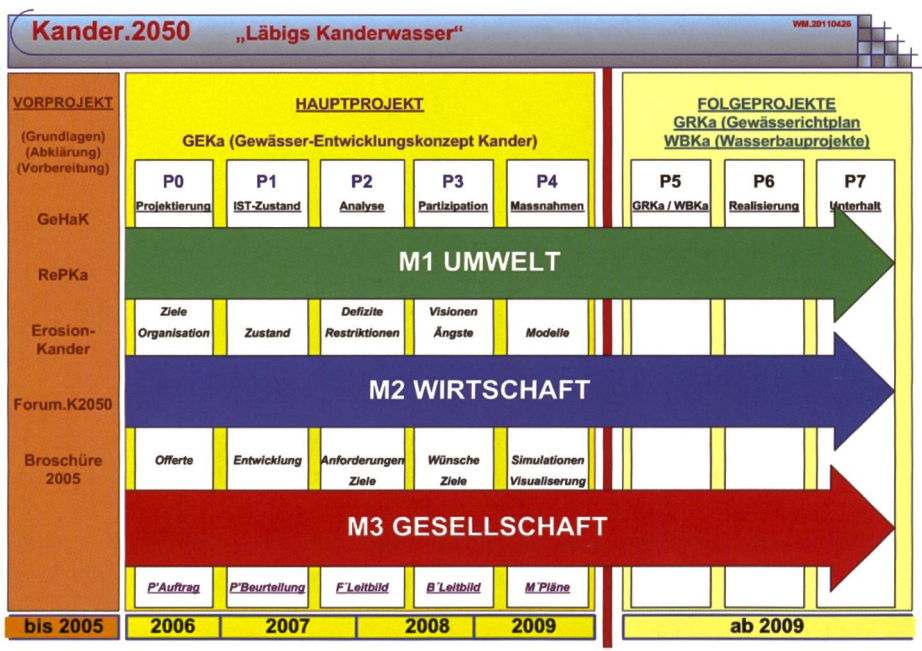 Kander.2050 „Läbigs Kanderwasser“
WM.20110426
VORPROJEKT
(Grundlagen)
(Abklärung)
(Vorbereitung)
GeHaK
RePKa
Erosion-
Kander
Forum.K2050
Broschüre
2005
bis 2005
HAUPTPROJEKT
GEKa (Gewässer-Entwicklungskonzept Kander)
P0 P1 P2 P3 P4
Projektierung IST-Zustand Analyse Partizipation Massnahmen
FOLGEPROJEKTE
GRKa (Gewässerichtplan
WBKa (Wasserbauprojekte)
P5 P6 P7
GRKa / WBKa Realisierung Unterhalt
M1 UMWELT
Ziele Defizite Visionen
Organisation Zustand Restriktionen Ängste Modelle
M2 WIRTSCHAFT
Offerte Entwicklung Anforderungen Wünsche Simulationen
Ziele Ziele Visualiserung
M3 GESELLSCHAFT
P'Auftrag P'Beurteilung F´Leitbild B´Leitbild M´Pläne
2006 2007 2008 2009 ab 2009